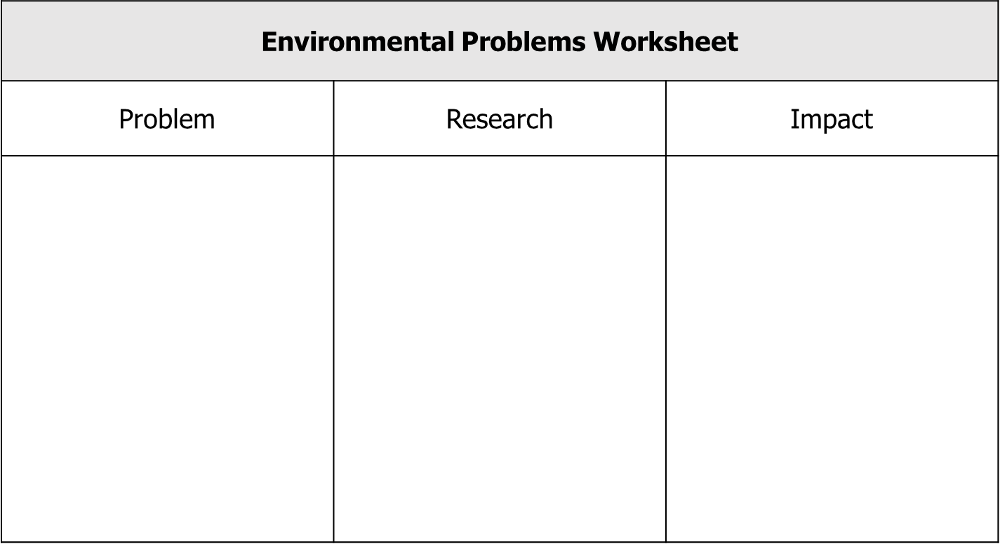 Environmental Problems Worksheet
Problem
Research
Impact